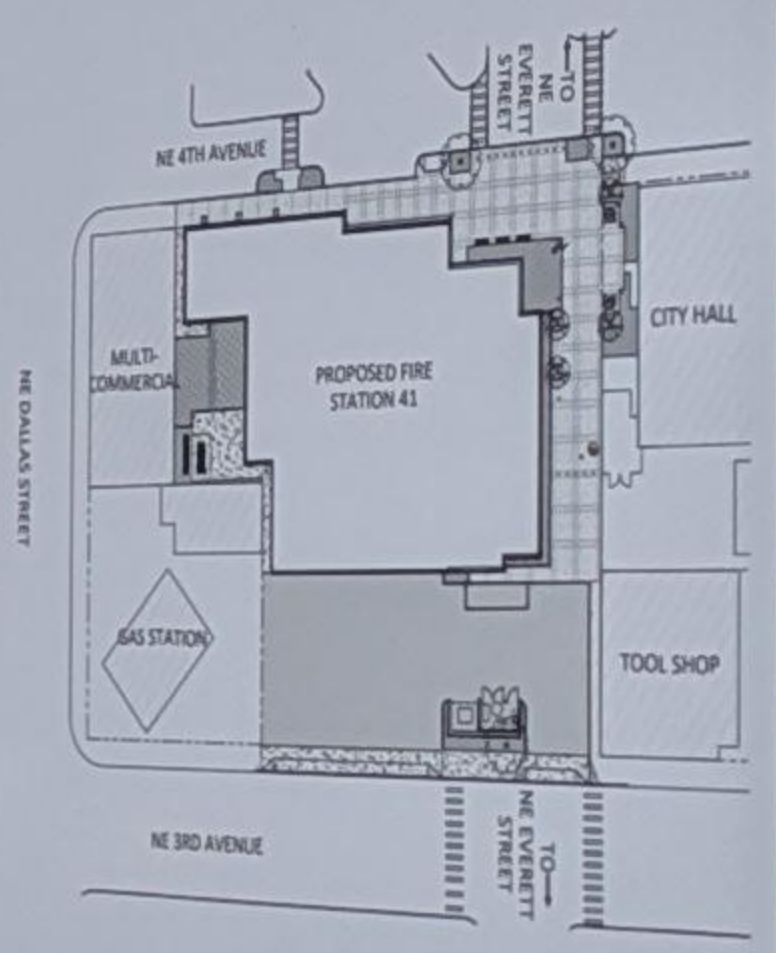 TO
NE
EVERETT
STREET
NE 4TH AVENUE
CITY HALL
MULTI-
COMMERCIAL
PROPOSED FIRE
STATION 41
NE DALLAS STREET
GAS STATION
TOOL SHOP
NE 3RD AVENUE
TO
NE EVERETT
STREET